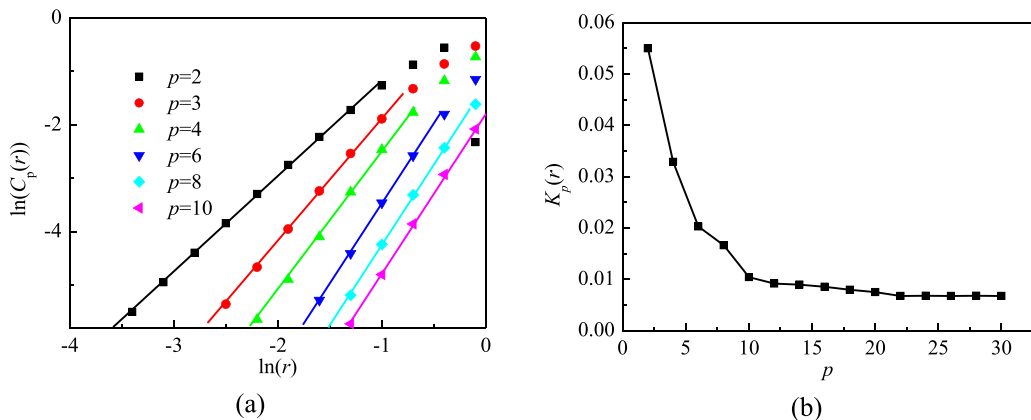 0
-2
-4
ln(C_p(r))
p=2
p=3
p=4
p=6
p=8
p=10
-4 -3 -2 -1 0
ln(r)
(a)
0.06
0.05
0.04
0.03
0.02
0.01
0.00
K_p(r)
0 5 10 15 20 25 30
p
(b)